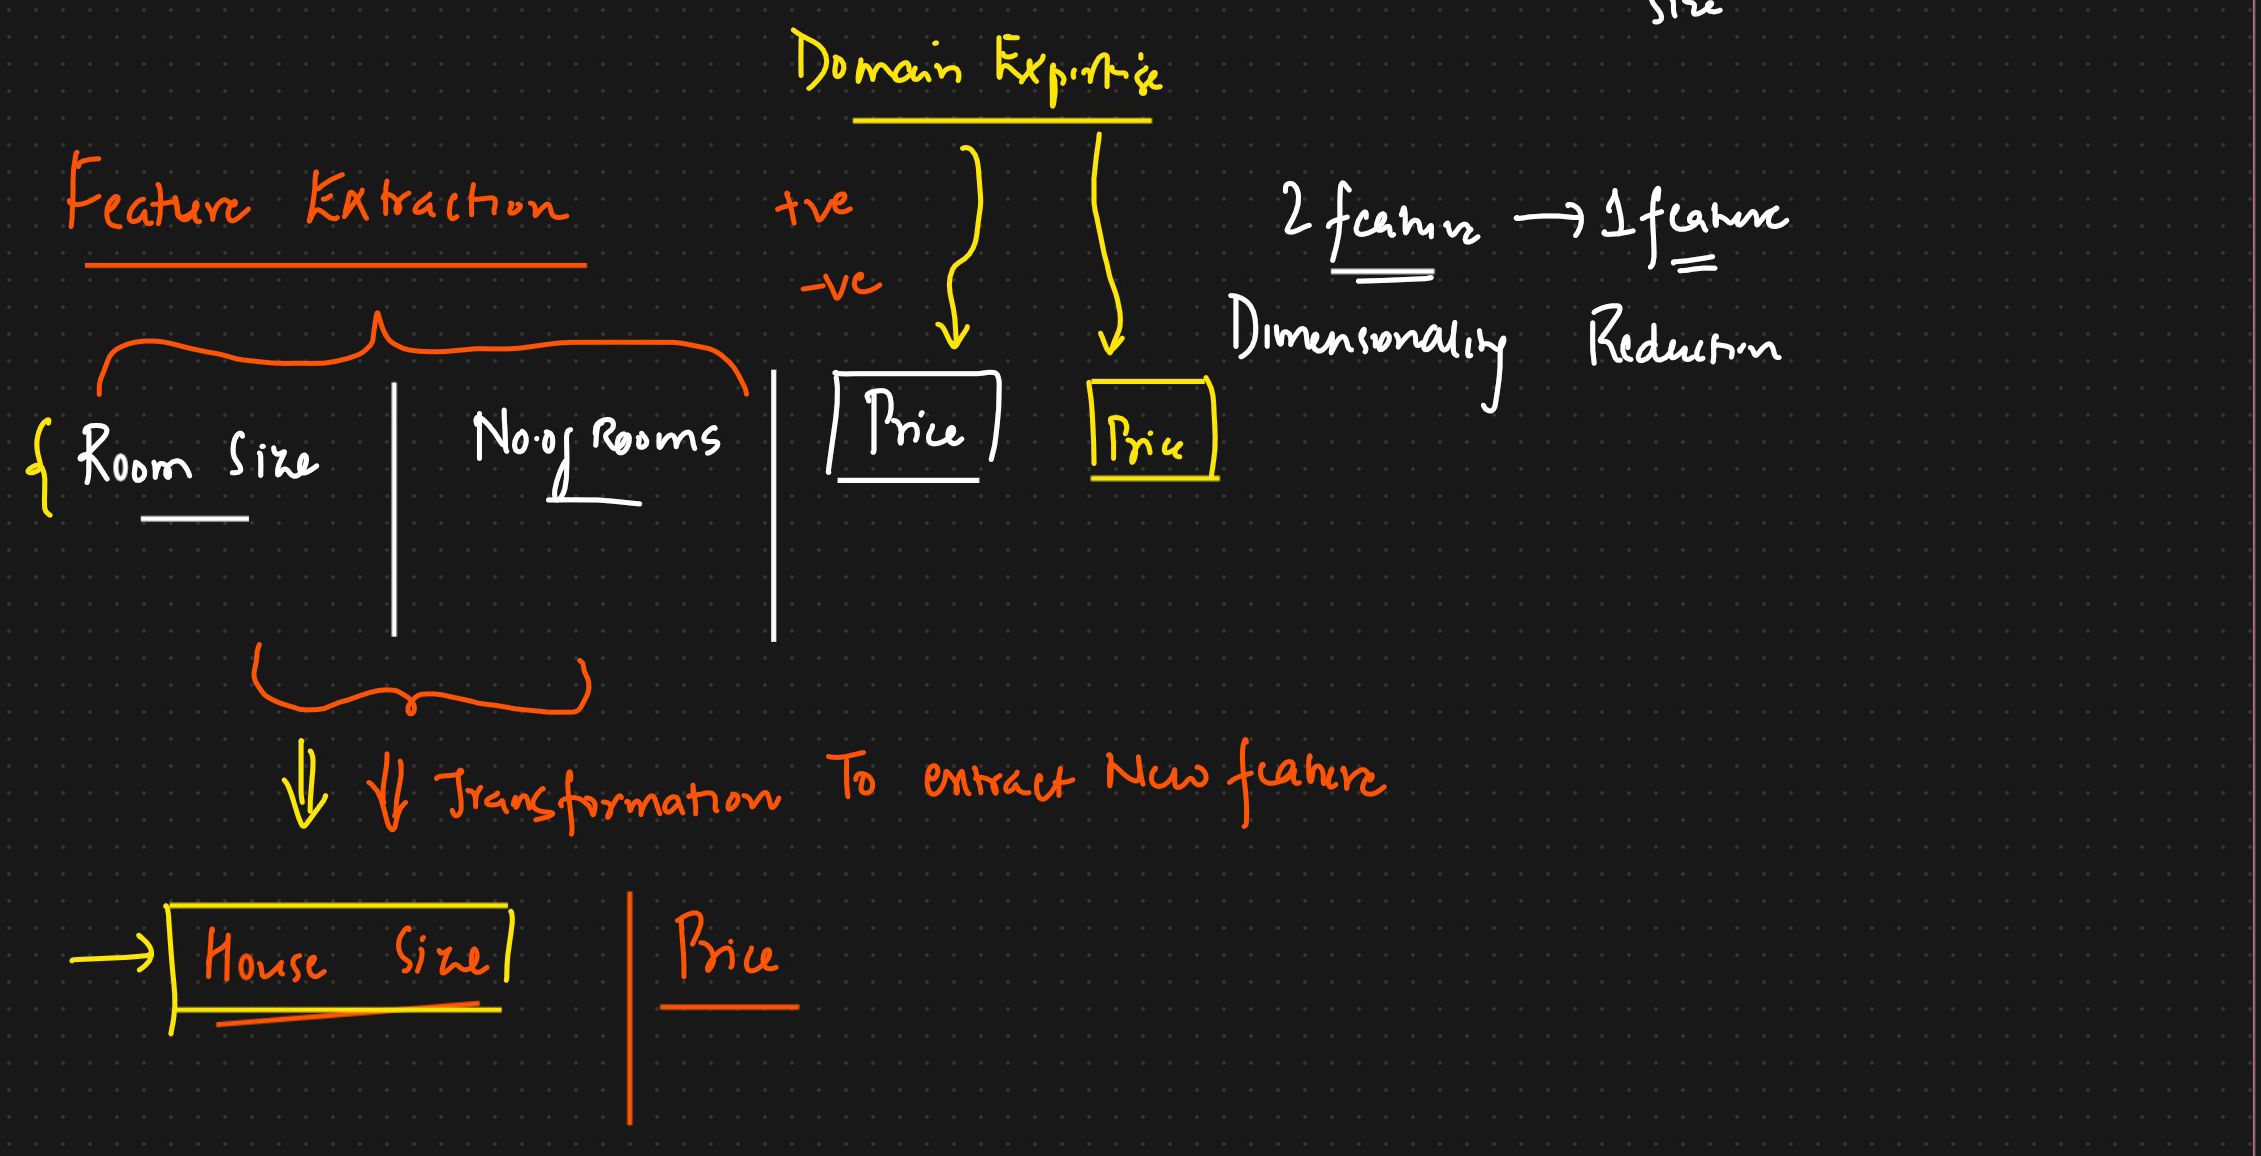 Size
Domain Expertise
Feature Extraction
+ve
-ve
2 feature → 1 feature
Dimensionality Reduction
Room Size
No. of Rooms
Price
Price
Transformation To extract New feature
House Size
Price